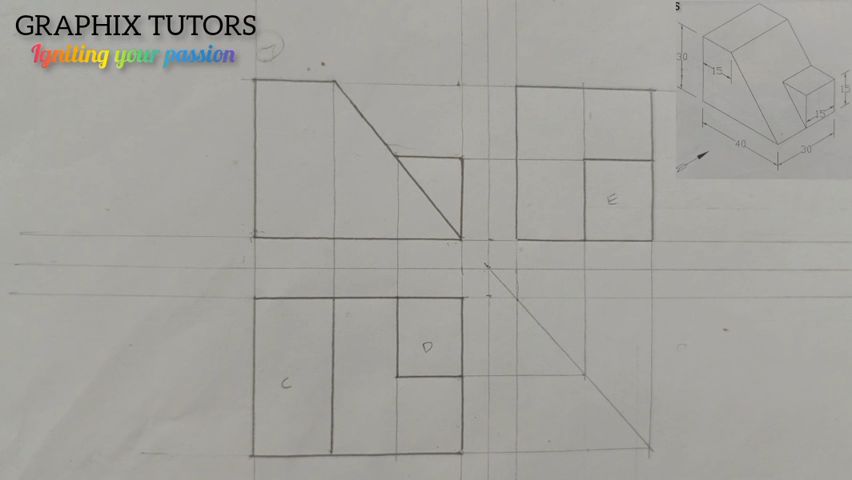 GRAPHIX TUTORS
Igniting your passion
S
30
15
15
15
40
30
E
D
C